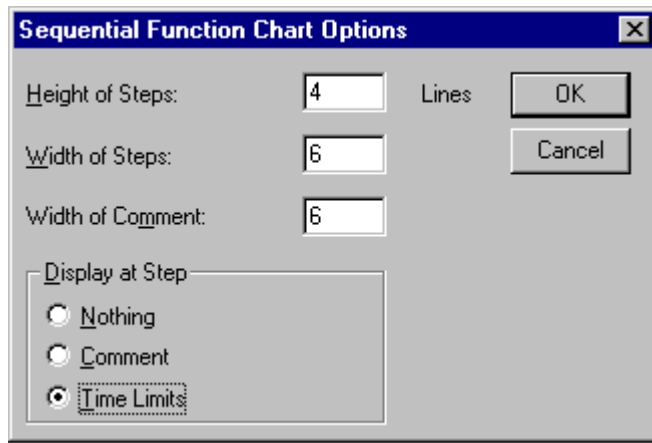 Sequential Function Chart Options
Height of Steps: 4 Lines OK
Width of Steps: 6 Cancel
Width of Comment: 6
Display at Step
Nothing
Comment
Time Limits